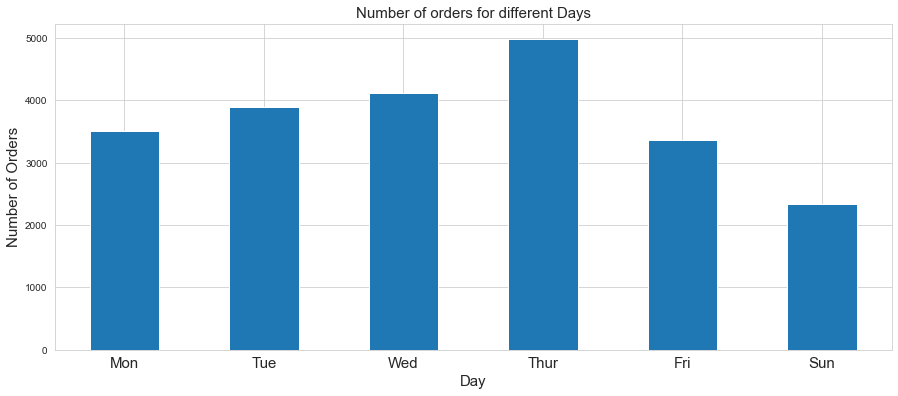 Number of orders for different Days
Number of Orders
5000
4000
3000
2000
1000
0
Mon Tue Wed Thur Fri Sun
Day